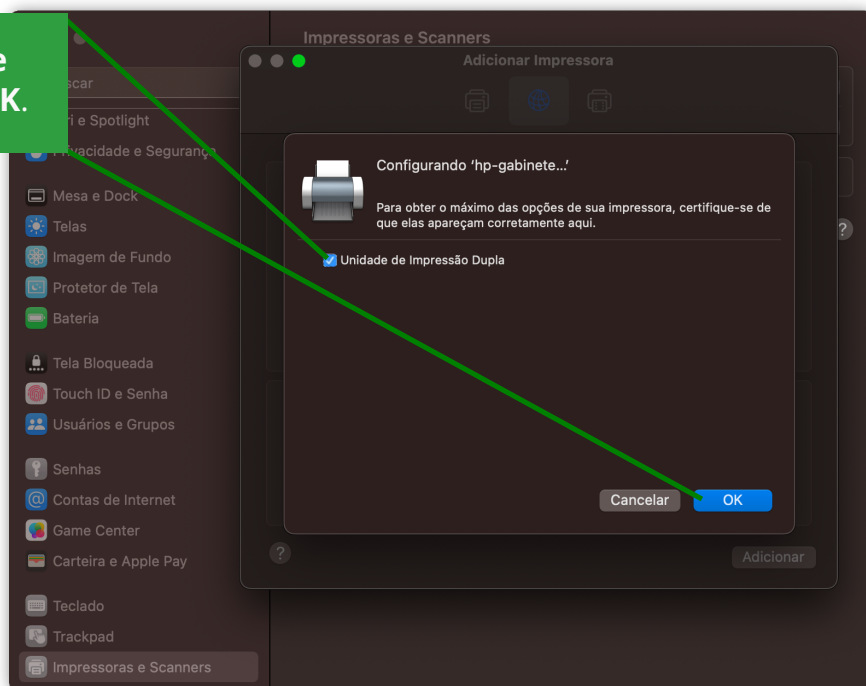 e
K.
Impressoras e Scanners
Adicionar Impressora
scar
ri e Spotlight
Privacidade e Segurança
Mesa e Dock
Telas
Imagem de Fundo
Protetor de Tela
Bateria
Tela Bloqueada
Touch ID e Senha
Usuários e Grupos
Senhas
Contas de Internet
Game Center
Carteira e Apple Pay
Teclado
Trackpad
Impressoras e Scanners
Configurando ‘hp-gabinete...’
Para obter o máximo das opções de sua impressora, certifique-se de
que elas apareçam corretamente aqui.
Unidade de Impressão Dupla
Cancelar
OK
?
?
Adicionar